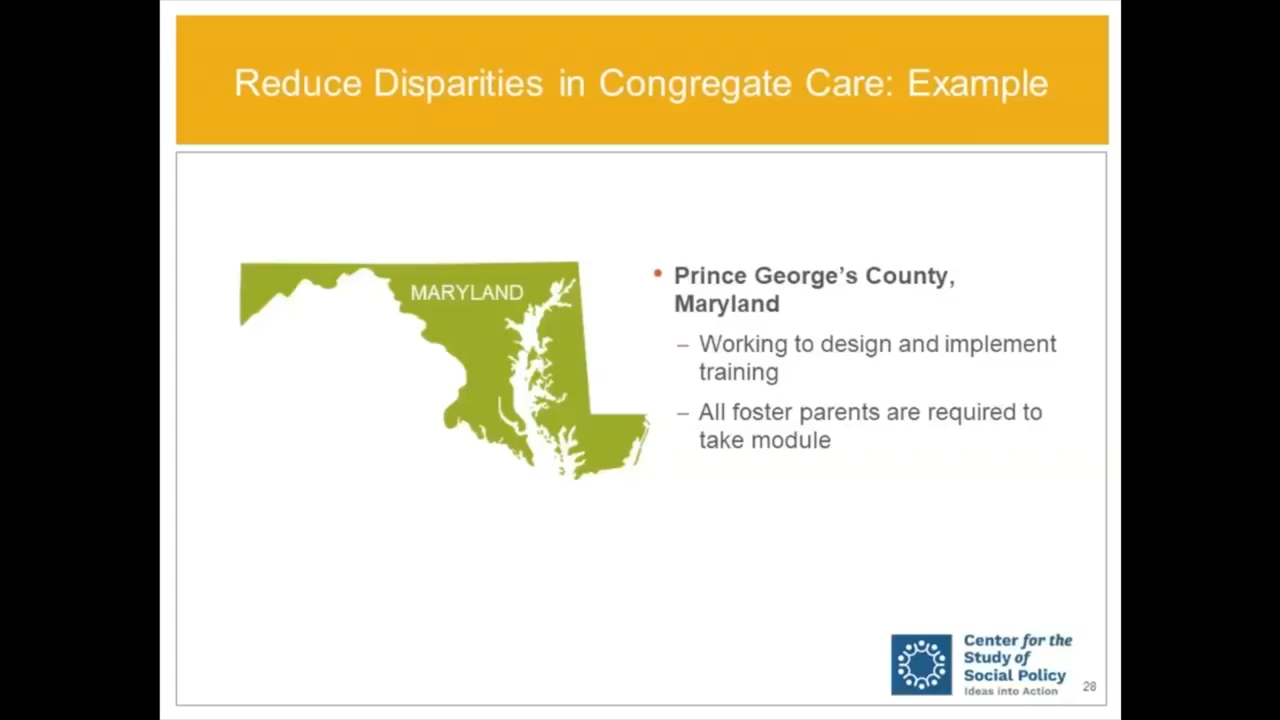 Reduce Disparities in Congregate Care: Example
MARYLAND
• Prince George’s County,
Maryland
– Working to design and implement
training
– All foster parents are required to
take module
Center for the
Study of
Social Policy
Ideas into Action
28